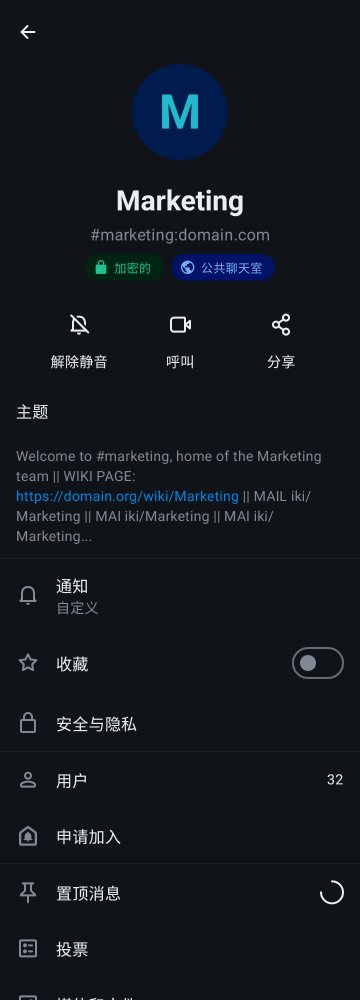 M
Marketing
#marketing:domain.com
加密的 公共聊天室
解除静音 呼叫 分享
主题
Welcome to #marketing, home of the Marketing
team || WIKI PAGE:
https://domain.org/wiki/Marketing || MAIL iki/
Marketing || MAI iki/Marketing || MAI iki/
Marketing...
通知
自定义
收藏
安全与隐私
用户 32
申请加入
置顶消息
投票